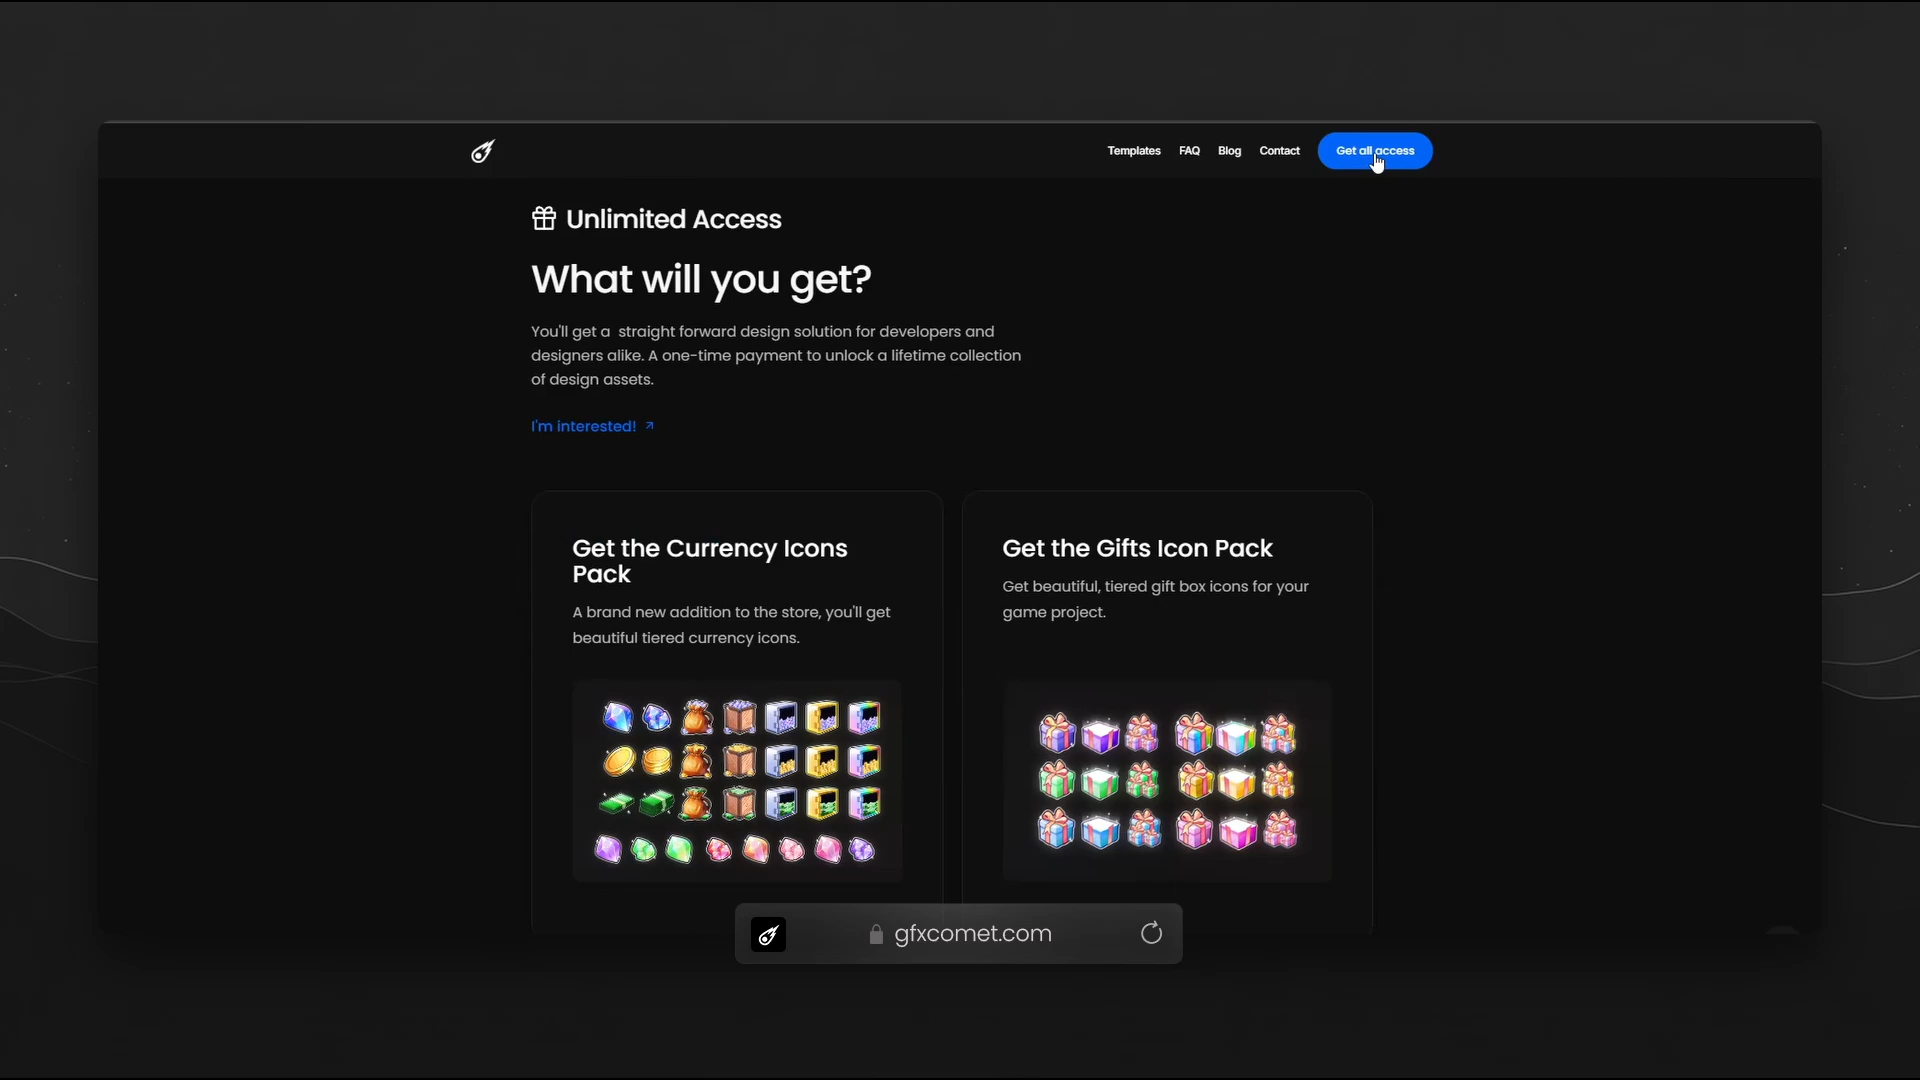 Templates FAQ Blog Contact Get all access
Unlimited Access
What will you get?
You'll get a straight forward design solution for developers and
designers alike. A one-time payment to unlock a lifetime collection
of design assets.
I'm interested!
Get the Currency Icons
Pack
A brand new addition to the store, you'll get
beautiful tiered currency icons.
Get the Gifts Icon Pack
Get beautiful, tiered gift box icons for your
game project.
gfxcomet.com